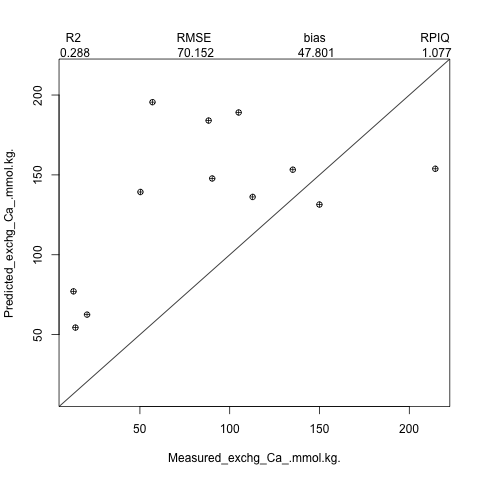 R2 RMSE bias RPIQ
0.288 70.152 47.801 1.077
200
150
100
50
Predicted_exchg_Ca_.mmol.kg.
50 100 150 200
Measured_exchg_Ca_.mmol.kg.